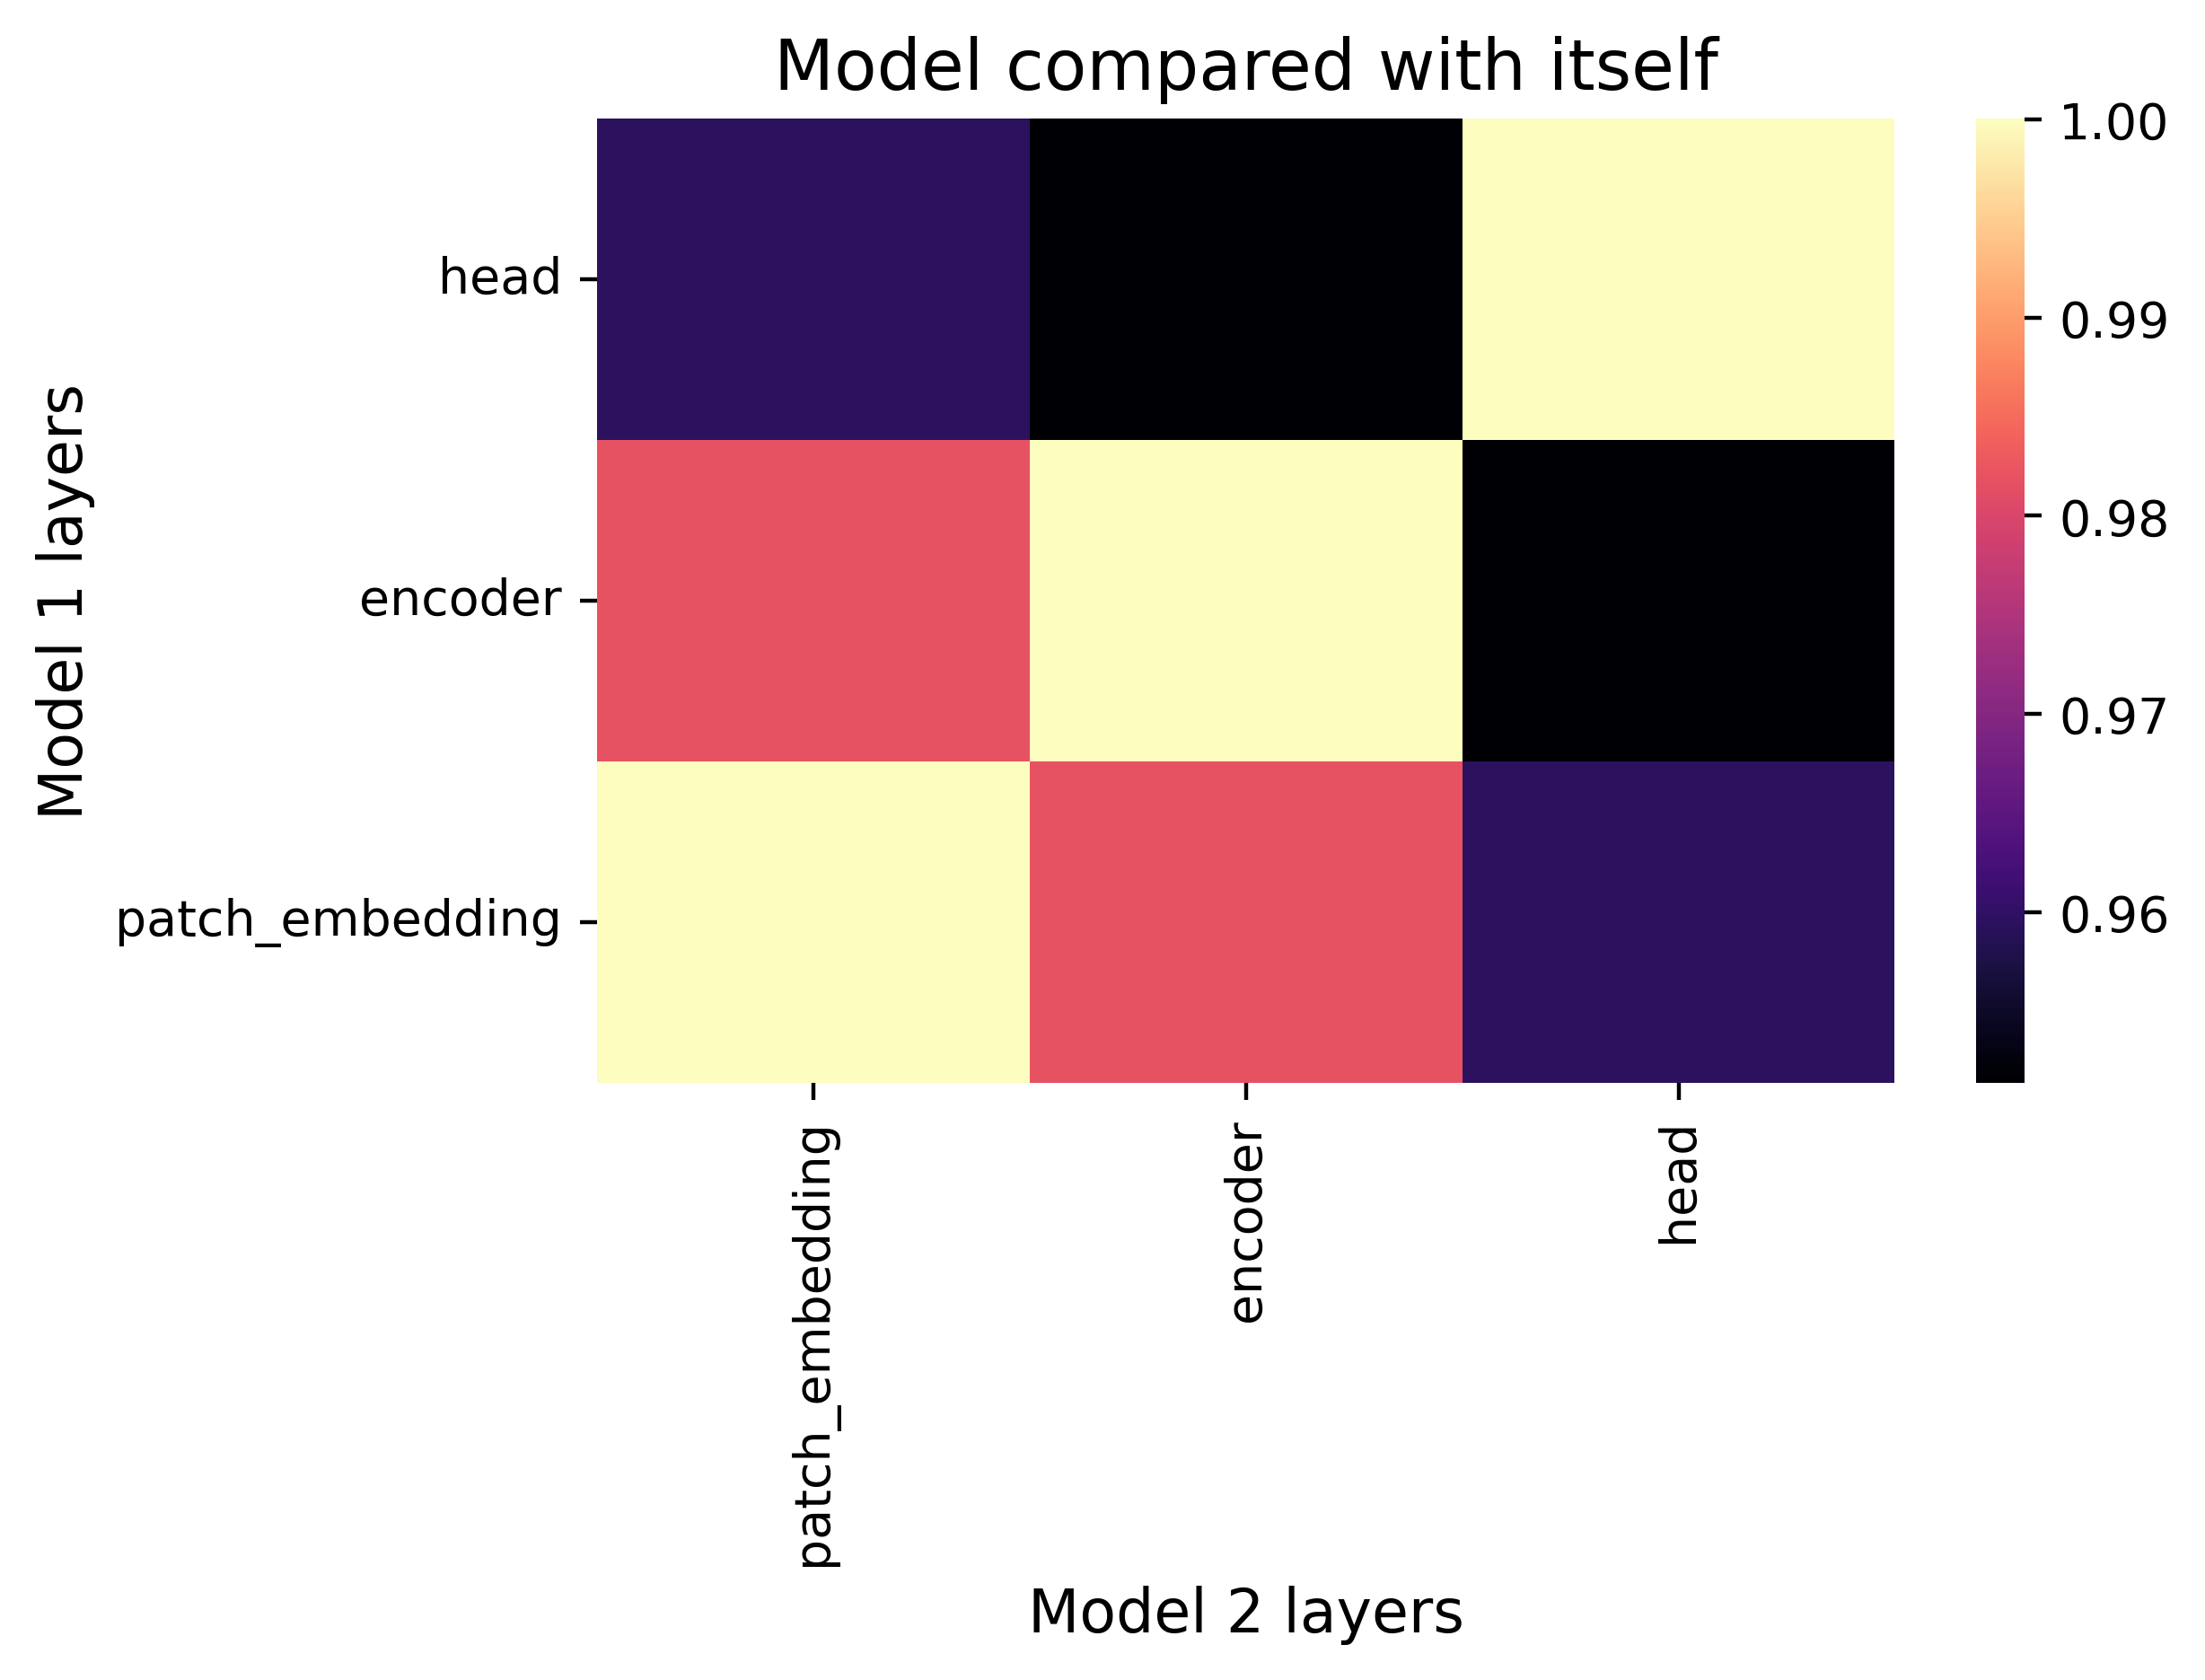 Model compared with itself
Model 1 layers
head
encoder
patch_embedding
patch_embedding
encoder
head
Model 2 layers
1.00
0.99
0.98
0.97
0.96